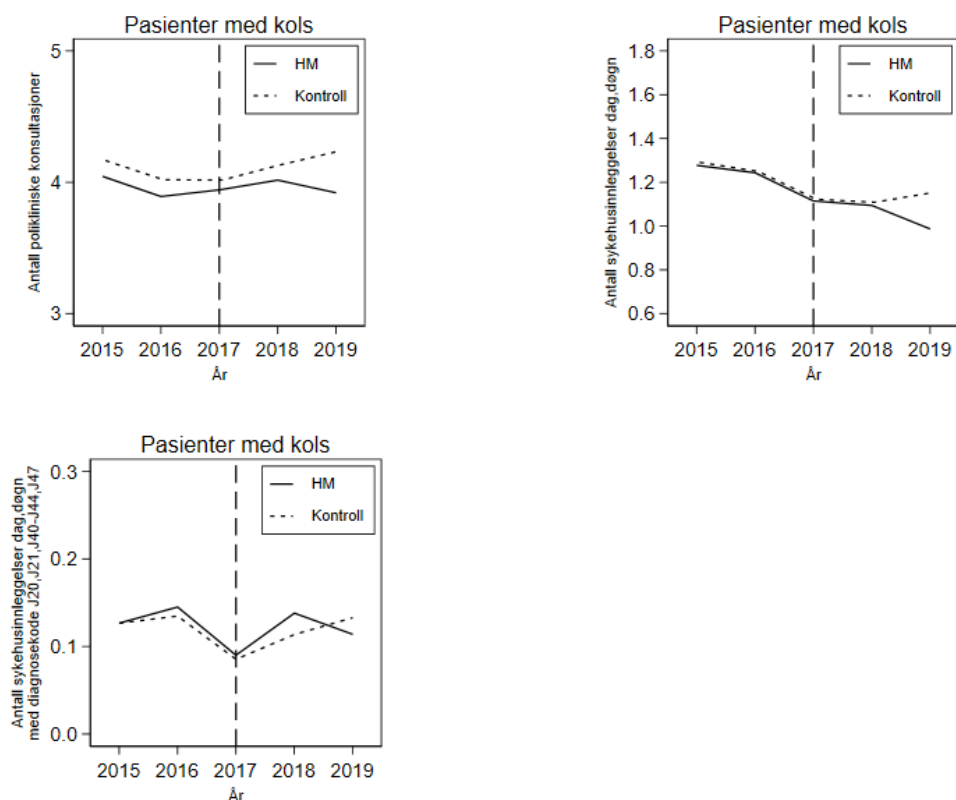 Pasienter med kols
Antall polikliniske konsultasjoner
5
4
3
HM
Kontroll
2015 2016 2017 2018 2019
År
Pasienter med kols
Antall sykehusinnleggelser dag,døgn
1.8
1.6
1.4
1.2
1.0
0.8
0.6
HM
Kontroll
2015 2016 2017 2018 2019
År
Pasienter med kols
Antall sykehusinnleggelser dag,døgn
med diagnosekode J20,J21,J40-J44,J47
0.3
0.2
0.1
0.0
HM
Kontroll
2015 2016 2017 2018 2019
År